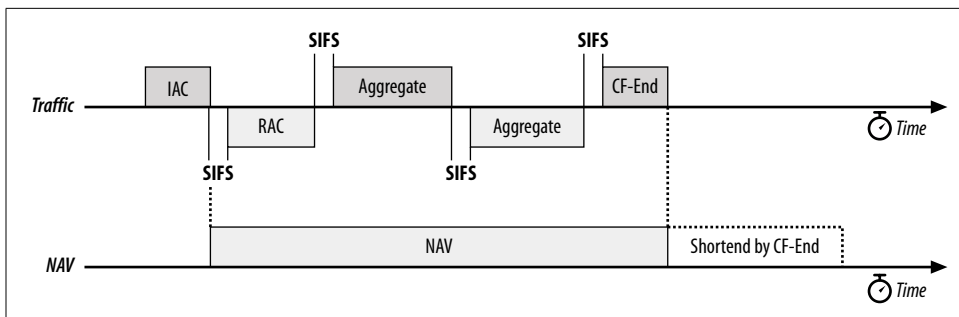 SIFS
SIFS
IAC
Aggregate
CF-End
Traffic
RAC
Aggregate
Time
SIFS
SIFS
NAV
Shortend by CF-End
NAV
Time